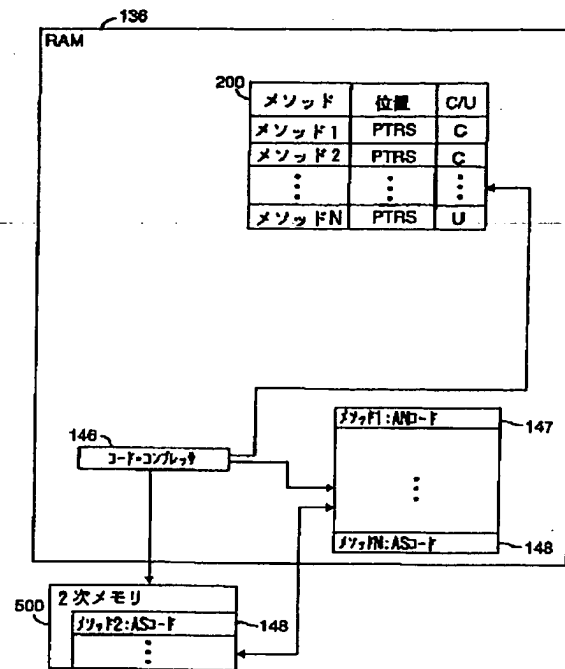 136
RAM
200
メソッド 位置 C/U
メソッド1 PTRS C
メソッド2 PTRS C
⋮ ⋮ ⋮
メソッドN PTRS U
146
コード・コンプレッサ
メソッド1:ANコード
147
⋮
メソッドN:ASコード
148
500
2次メモリ
メソッド2:ASコード
148
⋮